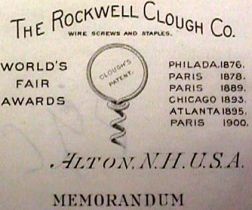 THE ROCKWELL CLOUGH CO.
WIRE SCREWS AND STAPLES.
WORLD'S
FAIR
AWARDS
CLOUGH'S
PATENT.
PHILADA.1876.
PARIS 1878.
PARIS 1889.
CHICAGO 1893.
ATLANTA 1895.
PARIS 1900.
ALTON, N.H. U.S.A.
MEMORANDUM